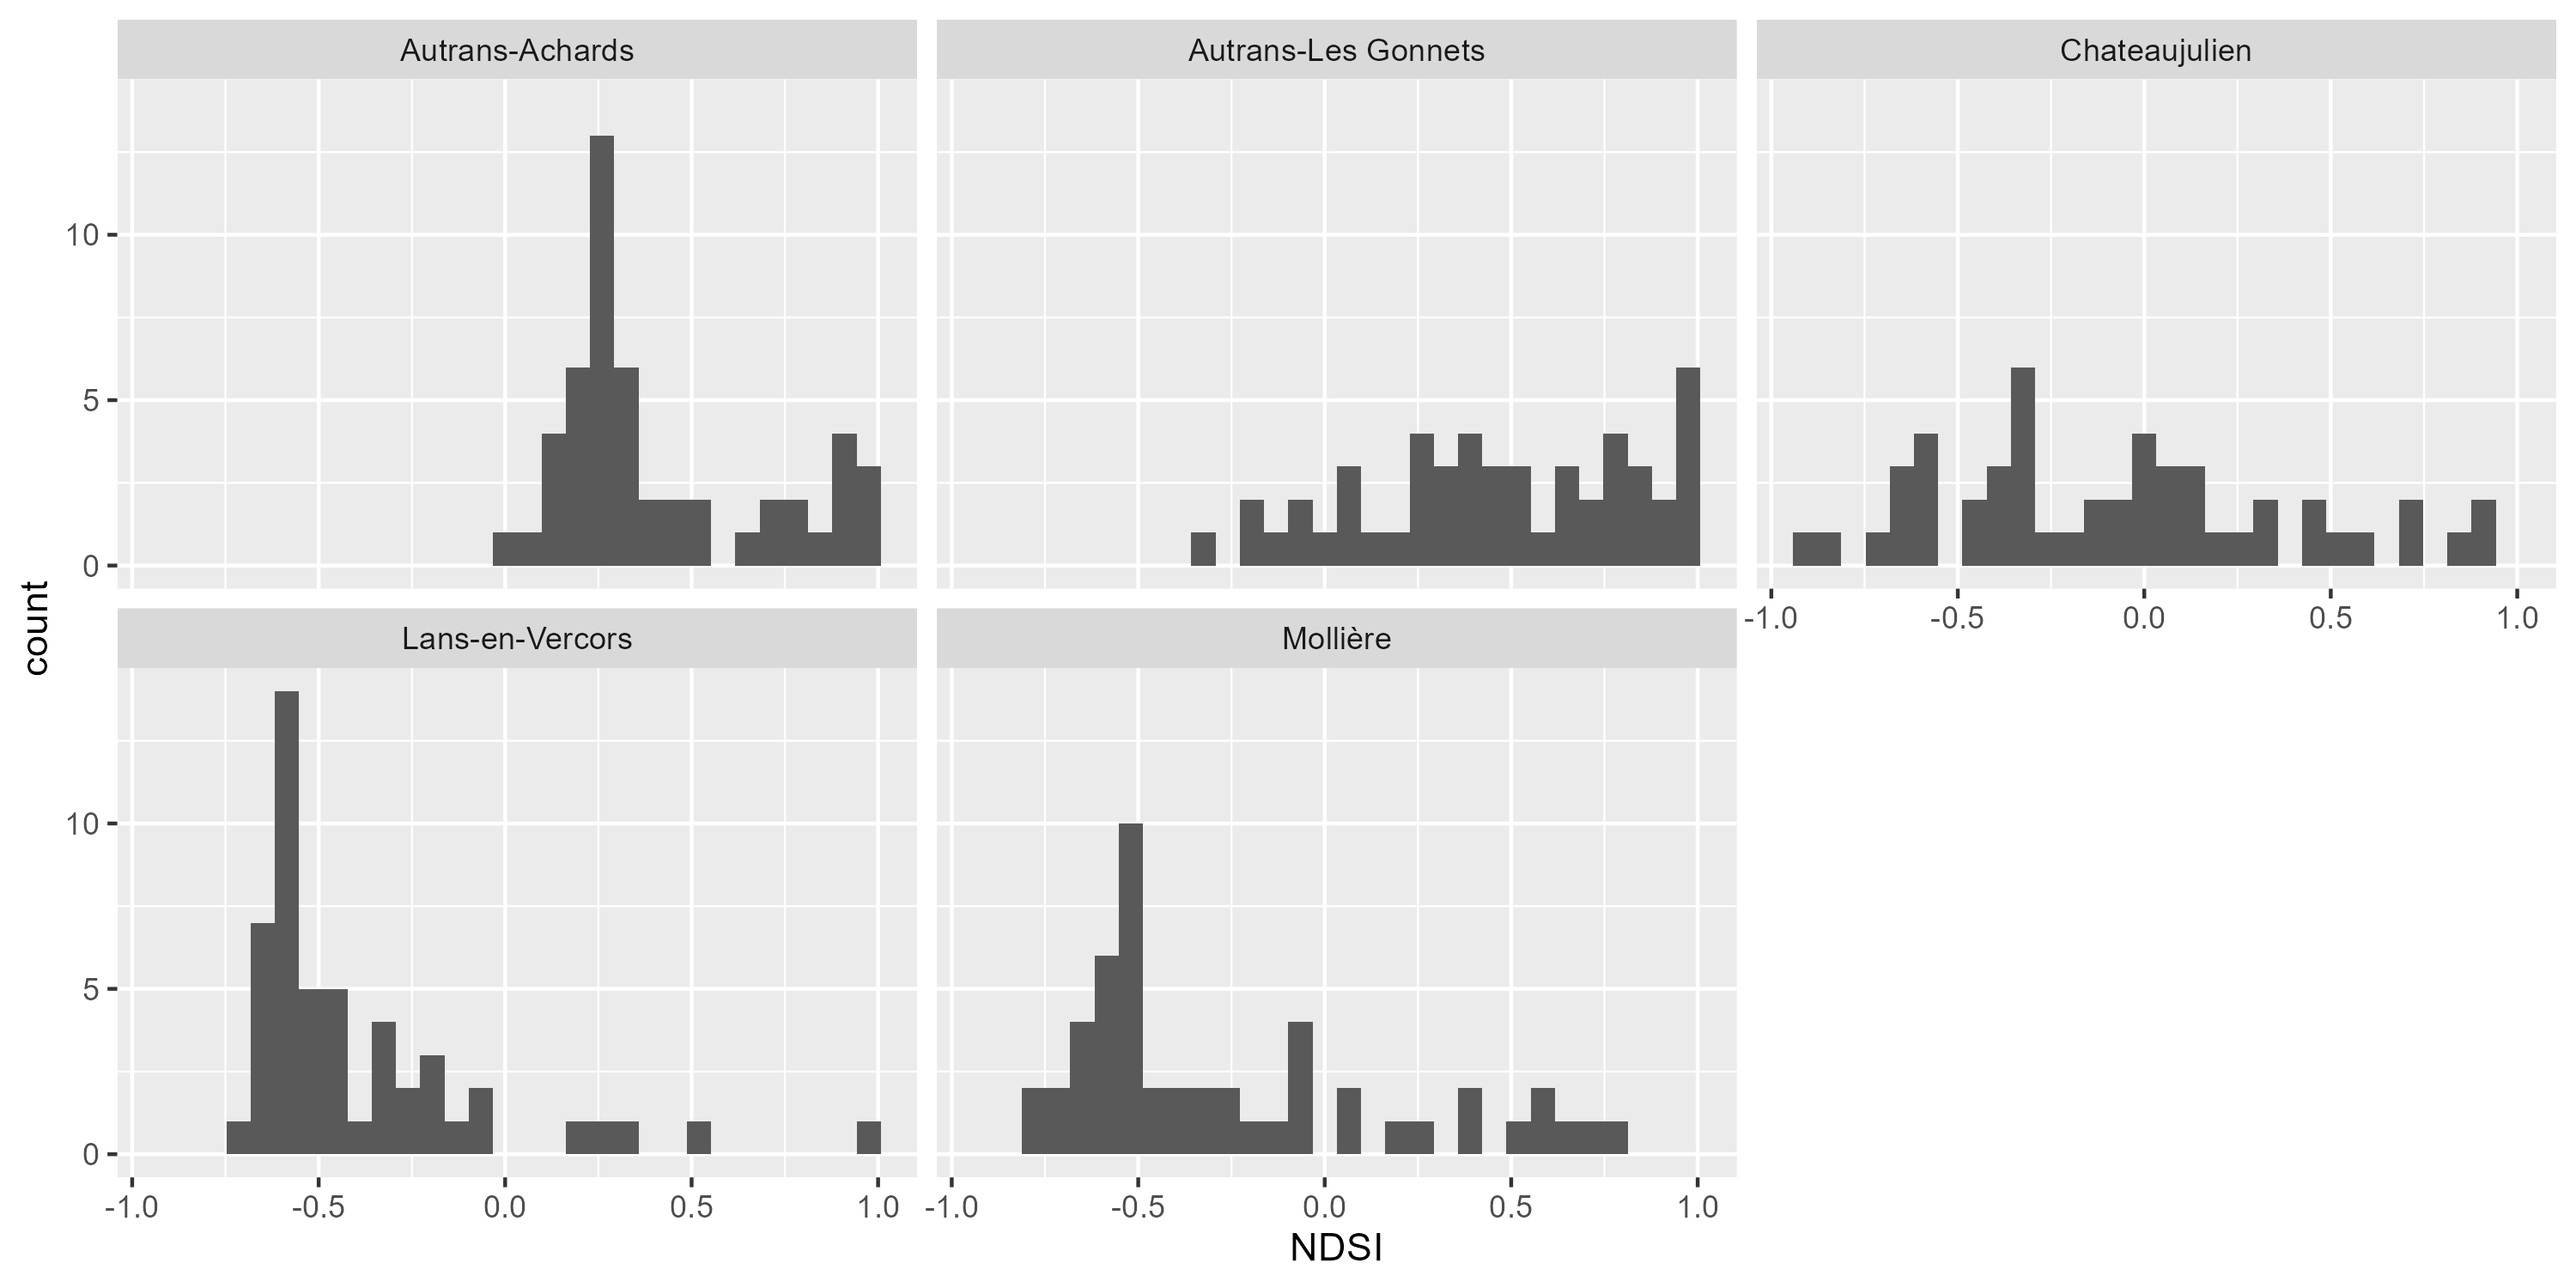 Autrans-Achards
Autrans-Les Gonnets
Chateaujulien
10
5
0
-1.0 -0.5 0.0 0.5 1.0
count
Lans-en-Vercors
Mollière
10
5
0
-1.0 -0.5 0.0 0.5 1.0
-1.0 -0.5 0.0 0.5 1.0
NDSI